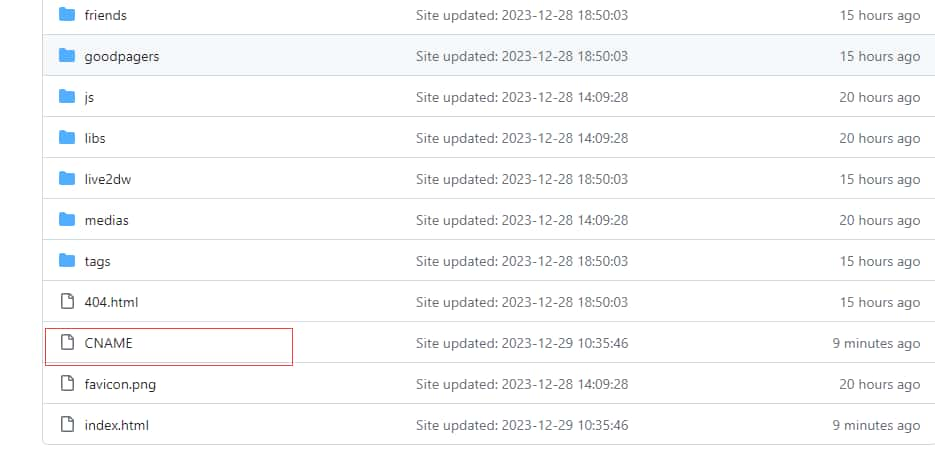 friends Site updated: 2023-12-28 18:50:03 15 hours ago
goodpagers Site updated: 2023-12-28 18:50:03 15 hours ago
js Site updated: 2023-12-28 14:09:28 20 hours ago
libs Site updated: 2023-12-28 14:09:28 20 hours ago
live2dw Site updated: 2023-12-28 18:50:03 15 hours ago
medias Site updated: 2023-12-28 14:09:28 20 hours ago
tags Site updated: 2023-12-28 18:50:03 15 hours ago
404.html Site updated: 2023-12-28 18:50:03 15 hours ago
CNAME Site updated: 2023-12-29 10:35:46 9 minutes ago
favicon.png Site updated: 2023-12-28 14:09:28 20 hours ago
index.html Site updated: 2023-12-29 10:35:46 9 minutes ago